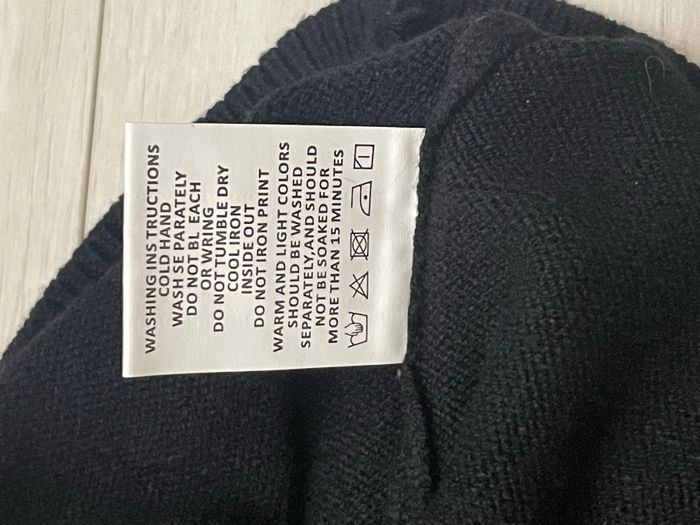 WASHING INS TRUCTIONS
COLD HAND
WASH SE PARATELY
DO NOT BL EACH
OR WRING
DO NOT TUMBLE DRY
COOL IRON
INSIDE OUT
DO NOT IRON PRINT
WARM AND LIGHT COLORS
SHOULD BE WASHED
SEPARATELY,AND SHOULD
NOT BE SOAKED FOR
MORE THAN 15 MINUTES